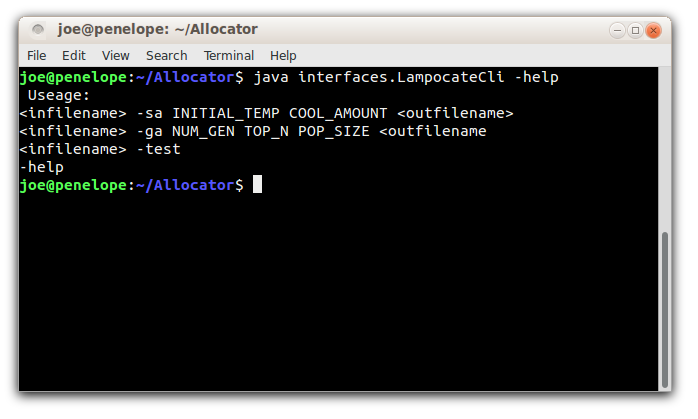 joe@penelope: ~/Allocator
File Edit View Search Terminal Help
joe@penelope:~/Allocator$ java interfaces.LampocateCli -help
Useage:
<infilename> -sa INITIAL_TEMP COOL_AMOUNT <outfilename>
<infilename> -ga NUM_GEN TOP_N POP_SIZE <outfilename
<infilename> -test
-help
joe@penelope:~/Allocator$